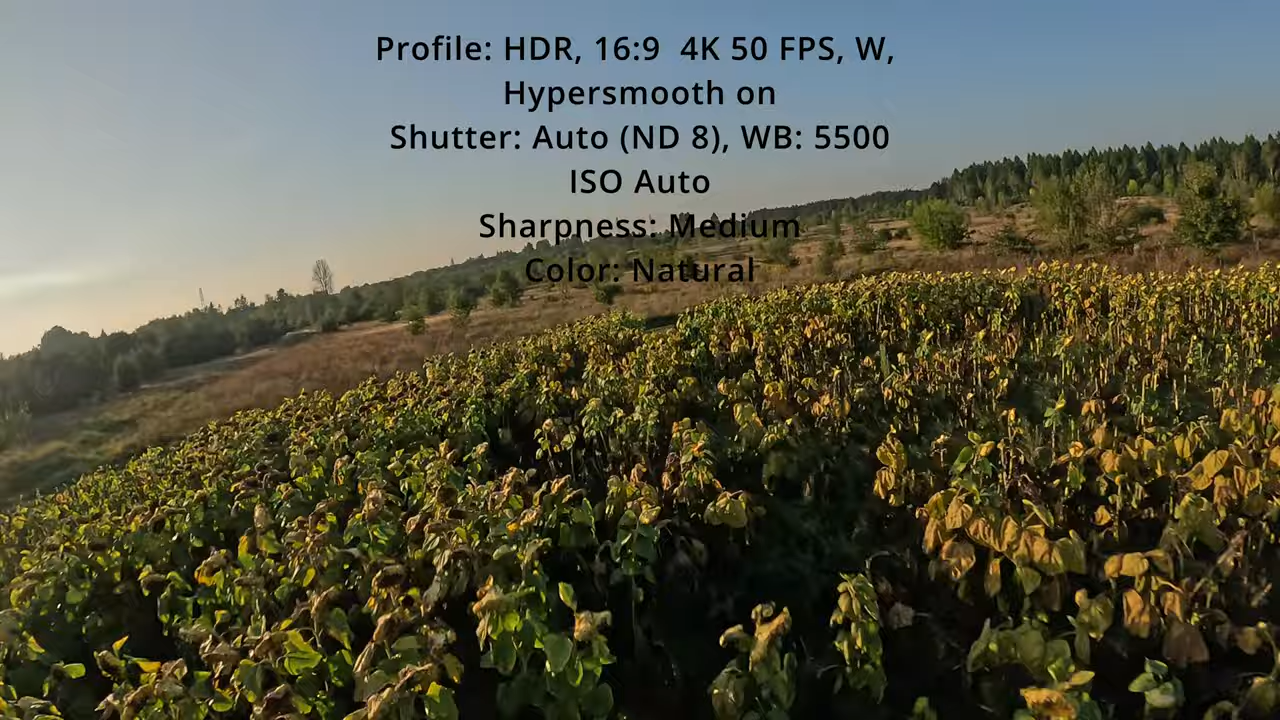 Profile: HDR, 16:9  4K 50 FPS, W,
Hypersmooth on
Shutter: Auto (ND 8), WB: 5500
ISO Auto
Sharpness: Medium
Color: Natural